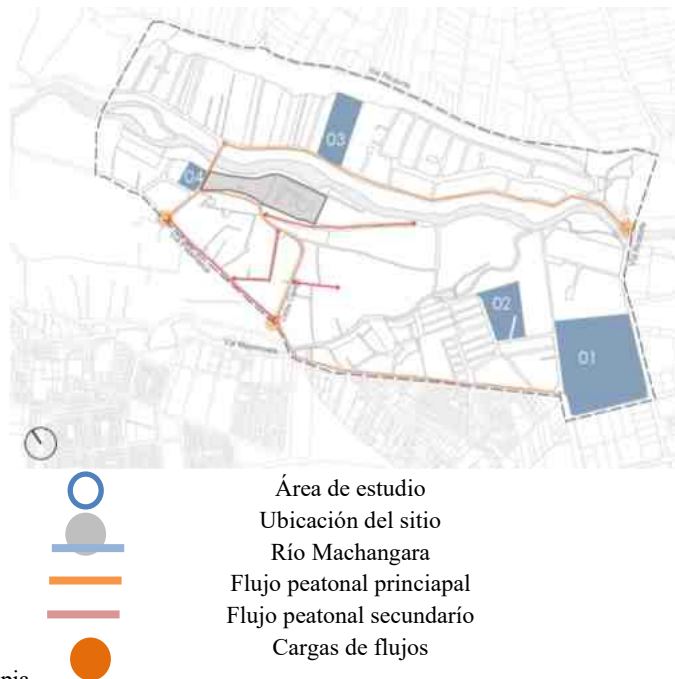 03
04
02
01
Área de estudio
Ubicación del sitio
Río Machangara
Flujo peatonal princiapal
Flujo peatonal secundarío
Cargas de flujos